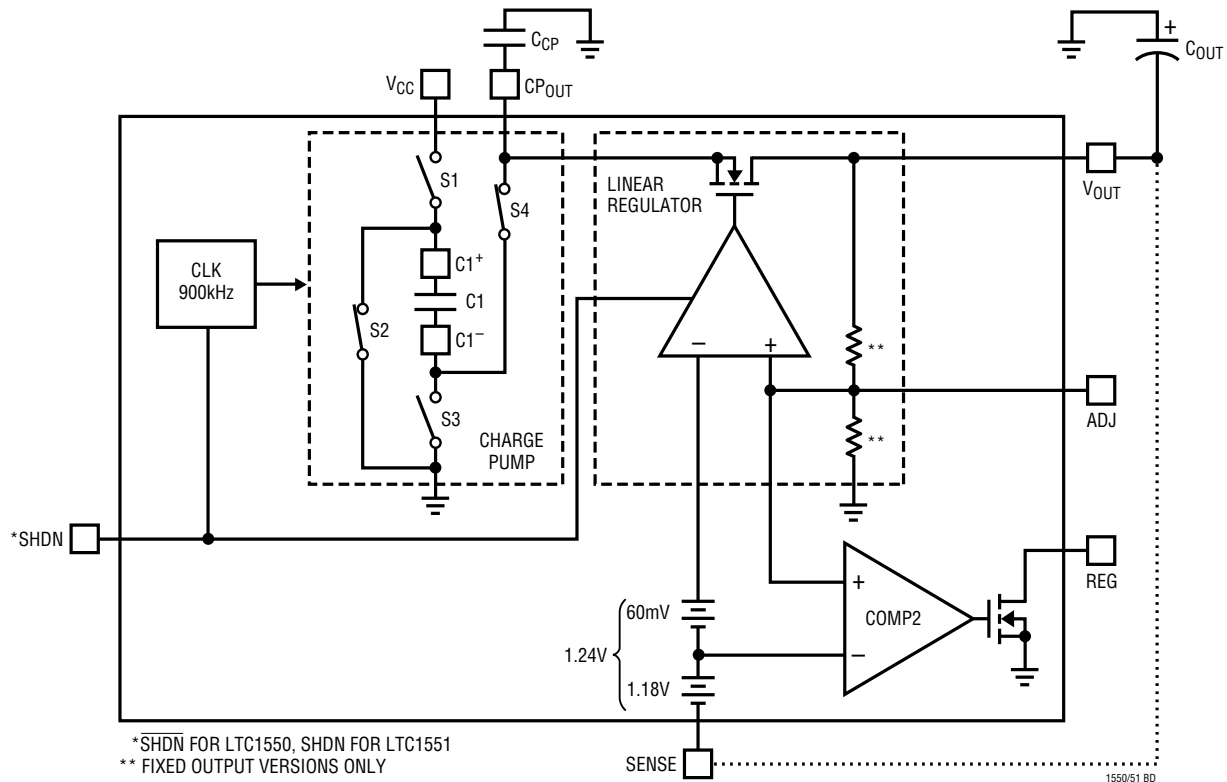 C_CP
+
C_OUT
V_CC
CP_OUT
S1
S4
LINEAR
REGULATOR
V_OUT
CLK
900kHz
C1⁺
C1
C1⁻
S2
S3
CHARGE
PUMP
−
+
**
**
ADJ
*SHDN
REG
+
COMP2
−
60mV
1.24V
1.18V
*S̅H̅D̅N̅ FOR LTC1550, SHDN FOR LTC1551
** FIXED OUTPUT VERSIONS ONLY
SENSE
1550/51 BD